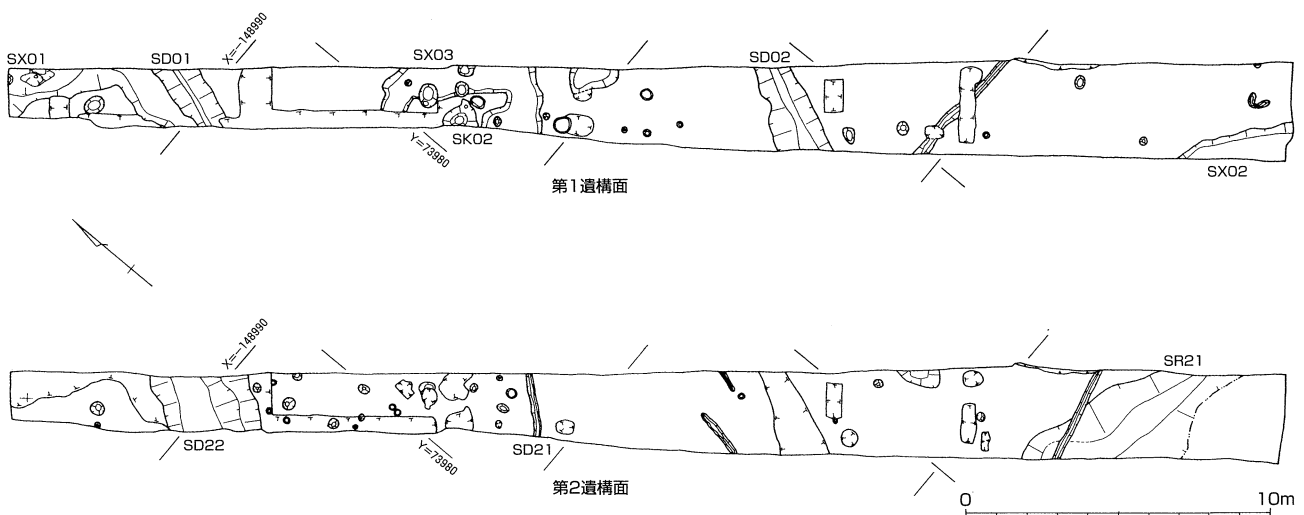 SX01
SD01
X=-148990
SX03
SD02
SK02
Y=73980
SX02
第1遺構面
X=-148990
SR21
SD22
Y=73980
SD21
第2遺構面
0 10m